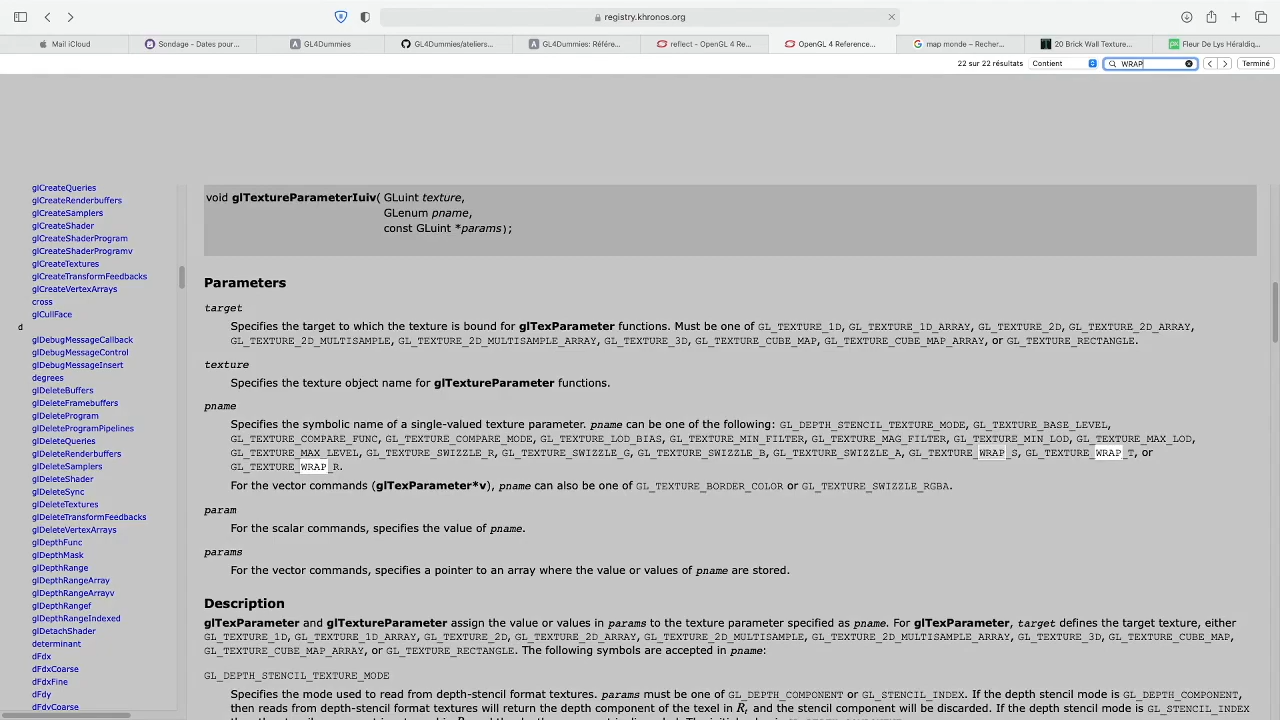 registry.khronos.org
Mail iCloud
Sondage - Dates pour...
GL4Dummies
GL4Dummies/ateliers...
GL4Dummies: Référe...
reflect - OpenGL 4 Re...
OpenGL 4 Reference...
map monde – Recher...
20 Brick Wall Texture...
Fleur De Lys Héraldiq...
22 sur 22 résultats
Contient
WRAP
Terminé
glCreateQueries
glCreateRenderbuffers
glCreateSamplers
glCreateShader
glCreateShaderProgram
glCreateShaderProgramv
glCreateTextures
glCreateTransformFeedbacks
glCreateVertexArrays
cross
glCullFace
d
glDebugMessageCallback
glDebugMessageControl
glDebugMessageInsert
degrees
glDeleteBuffers
glDeleteFramebuffers
glDeleteProgram
glDeleteProgramPipelines
glDeleteQueries
glDeleteRenderbuffers
glDeleteSamplers
glDeleteShader
glDeleteSync
glDeleteTextures
glDeleteTransformFeedbacks
glDeleteVertexArrays
glDepthFunc
glDepthMask
glDepthRange
glDepthRangeArray
glDepthRangeArrayv
glDepthRangef
glDepthRangeIndexed
glDetachShader
determinant
dFdx
dFdxCoarse
dFdxFine
dFdy
dFdyCoarse
void glTextureParameterIuiv( GLuint texture,
GLenum pname,
const GLuint *params);
Parameters
target
Specifies the target to which the texture is bound for glTexParameter functions. Must be one of GL_TEXTURE_1D, GL_TEXTURE_1D_ARRAY, GL_TEXTURE_2D, GL_TEXTURE_2D_ARRAY,
GL_TEXTURE_2D_MULTISAMPLE, GL_TEXTURE_2D_MULTISAMPLE_ARRAY, GL_TEXTURE_3D, GL_TEXTURE_CUBE_MAP, GL_TEXTURE_CUBE_MAP_ARRAY, or GL_TEXTURE_RECTANGLE.
texture
Specifies the texture object name for glTextureParameter functions.
pname
Specifies the symbolic name of a single-valued texture parameter. pname can be one of the following: GL_DEPTH_STENCIL_TEXTURE_MODE, GL_TEXTURE_BASE_LEVEL,
GL_TEXTURE_COMPARE_FUNC, GL_TEXTURE_COMPARE_MODE, GL_TEXTURE_LOD_BIAS, GL_TEXTURE_MIN_FILTER, GL_TEXTURE_MAG_FILTER, GL_TEXTURE_MIN_LOD, GL_TEXTURE_MAX_LOD,
GL_TEXTURE_MAX_LEVEL, GL_TEXTURE_SWIZZLE_R, GL_TEXTURE_SWIZZLE_G, GL_TEXTURE_SWIZZLE_B, GL_TEXTURE_SWIZZLE_A, GL_TEXTURE_WRAP_S, GL_TEXTURE_WRAP_T, or
GL_TEXTURE_WRAP_R.
For the vector commands (glTexParameter*v), pname can also be one of GL_TEXTURE_BORDER_COLOR or GL_TEXTURE_SWIZZLE_RGBA.
param
For the scalar commands, specifies the value of pname.
params
For the vector commands, specifies a pointer to an array where the value or values of pname are stored.
Description
glTexParameter and glTextureParameter assign the value or values in params to the texture parameter specified as pname. For glTexParameter, target defines the target texture, either
GL_TEXTURE_1D, GL_TEXTURE_1D_ARRAY, GL_TEXTURE_2D, GL_TEXTURE_2D_ARRAY, GL_TEXTURE_2D_MULTISAMPLE, GL_TEXTURE_2D_MULTISAMPLE_ARRAY, GL_TEXTURE_3D, GL_TEXTURE_CUBE_MAP,
GL_TEXTURE_CUBE_MAP_ARRAY, or GL_TEXTURE_RECTANGLE. The following symbols are accepted in pname:
GL_DEPTH_STENCIL_TEXTURE_MODE
Specifies the mode used to read from depth-stencil format textures. params must be one of GL_DEPTH_COMPONENT or GL_STENCIL_INDEX. If the depth stencil mode is GL_DEPTH_COMPONENT,
then reads from depth-stencil format textures will return the depth component of the texel in Rt and the stencil component will be discarded. If the depth stencil mode is GL_STENCIL_INDEX